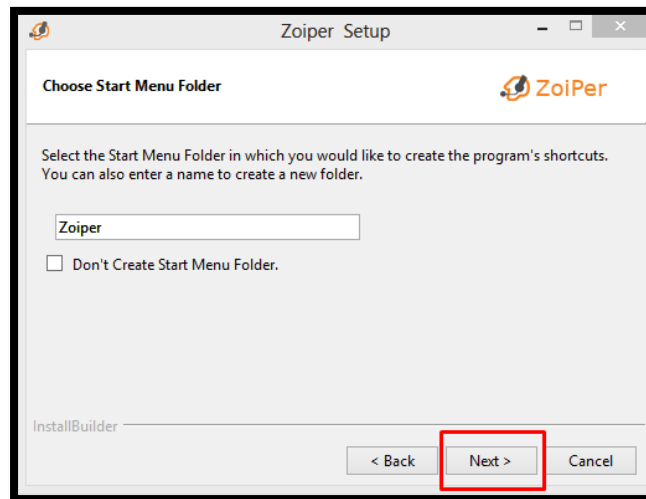 Zoiper Setup
Choose Start Menu Folder
ZoiPer
Select the Start Menu Folder in which you would like to create the program's shortcuts.
You can also enter a name to create a new folder.
Zoiper
Don't Create Start Menu Folder.
InstallBuilder
< Back
Next >
Cancel